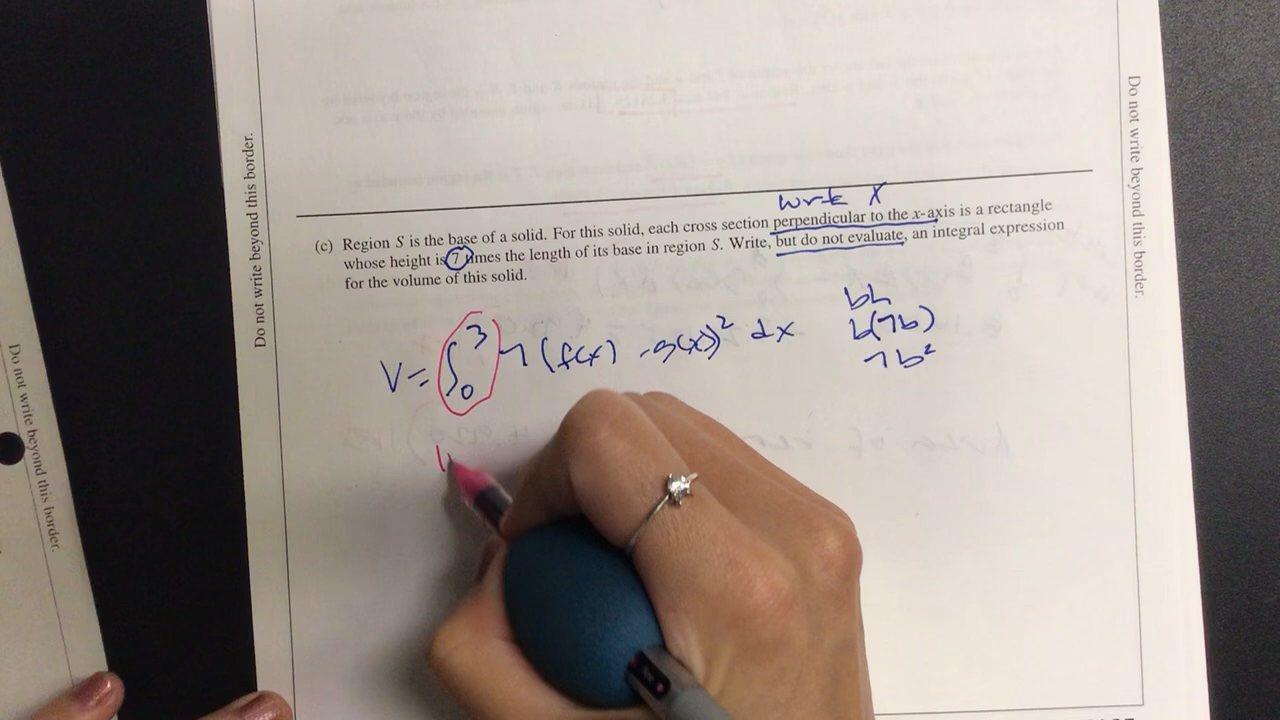 Do not write beyond this border.
Do not write beyond this border.
Do not write beyond this border.
write X
(c) Region S is the base of a solid. For this solid, each cross section perpendicular to the x-axis is a rectangle
whose height is 7 times the length of its base in region S. Write, but do not evaluate, an integral expression
for the volume of this solid.
V = ∫₀³ 7 (f(x) - g(x))² dx
bh
b(7b)
7b²